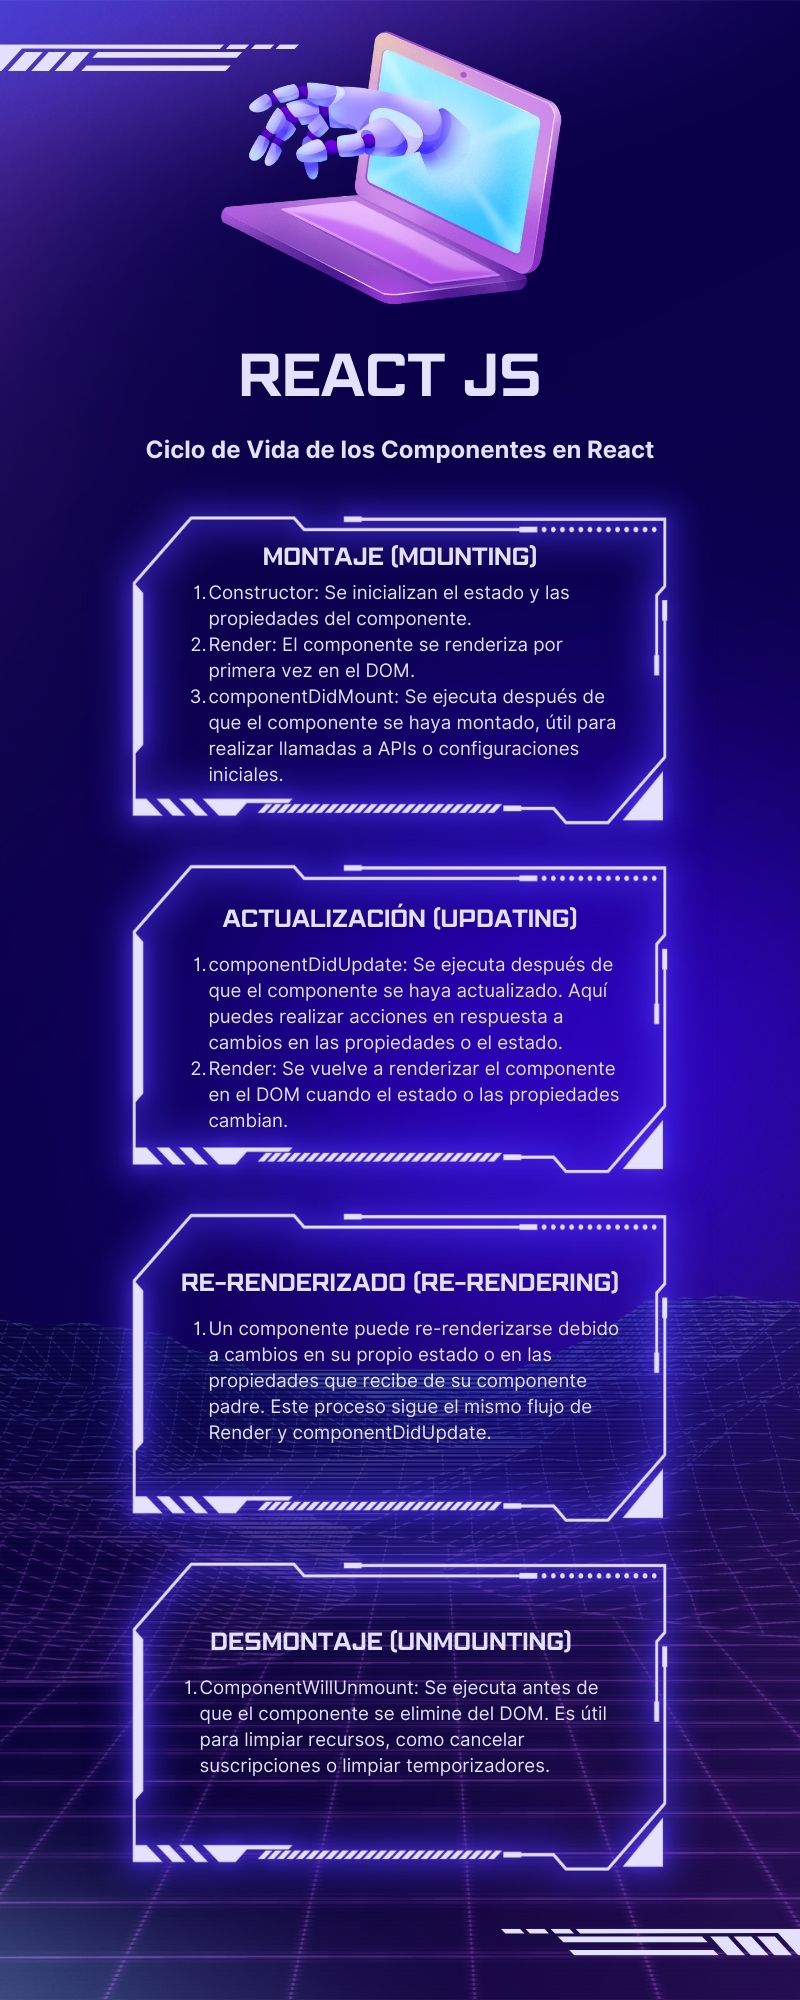 REACT JS
Ciclo de Vida de los Componentes en React
MONTAJE (MOUNTING)
1. Constructor: Se inicializan el estado y las
propiedades del componente.
2. Render: El componente se renderiza por
primera vez en el DOM.
3. componentDidMount: Se ejecuta después de
que el componente se haya montado, útil para
realizar llamadas a APIs o configuraciones
iniciales.
ACTUALIZACIÓN (UPDATING)
1. componentDidUpdate: Se ejecuta después de
que el componente se haya actualizado. Aquí
puedes realizar acciones en respuesta a
cambios en las propiedades o el estado.
2. Render: Se vuelve a renderizar el componente
en el DOM cuando el estado o las propiedades
cambian.
RE-RENDERIZADO (RE-RENDERING)
1. Un componente puede re-renderizarse debido
a cambios en su propio estado o en las
propiedades que recibe de su componente
padre. Este proceso sigue el mismo flujo de
Render y componentDidUpdate.
DESMONTAJE (UNMOUNTING)
1. ComponentWillUnmount: Se ejecuta antes de
que el componente se elimine del DOM. Es útil
para limpiar recursos, como cancelar
suscripciones o limpiar temporizadores.